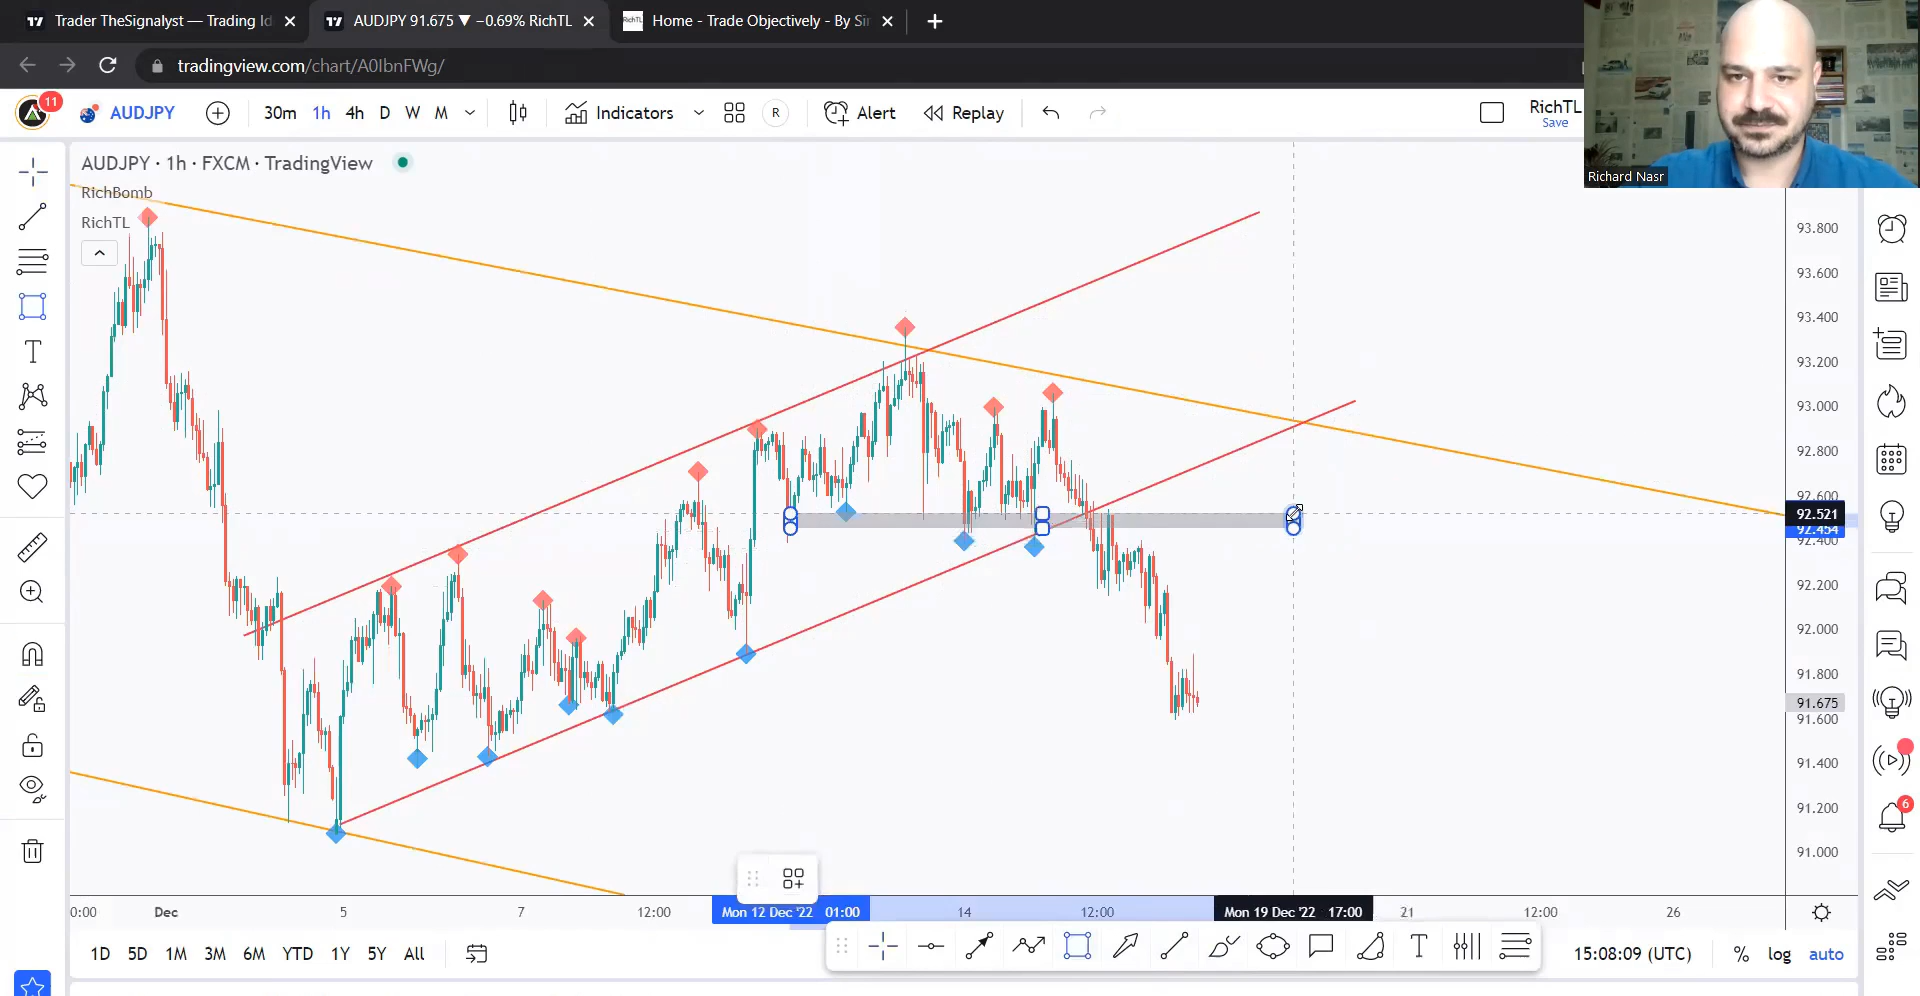 Trader TheSignalyst — Trading Id
AUDJPY 91.675 ▼ −0.69% RichTL
RichTL
Home - Trade Objectively - By Sin
tradingview.com/chart/A0IbnFWg/
11
AUDJPY
30m 1h 4h D W M
Indicators
R
Alert
Replay
RichTL
Save
Richard Nasr
AUDJPY · 1h · FXCM · TradingView
RichBomb
RichTL
T
93.800
93.600
93.400
93.200
93.000
92.800
92.600
92.521
92.454
92.400
92.200
92.000
91.800
91.675
91.600
91.400
91.200
91.000
6
0:00 Dec 5 7 12:00 Mon 12 Dec '22 01:00 14 12:00 Mon 19 Dec '22 17:00 21 12:00 26
1D 5D 1M 3M 6M YTD 1Y 5Y All
T
15:08:09 (UTC) % log auto